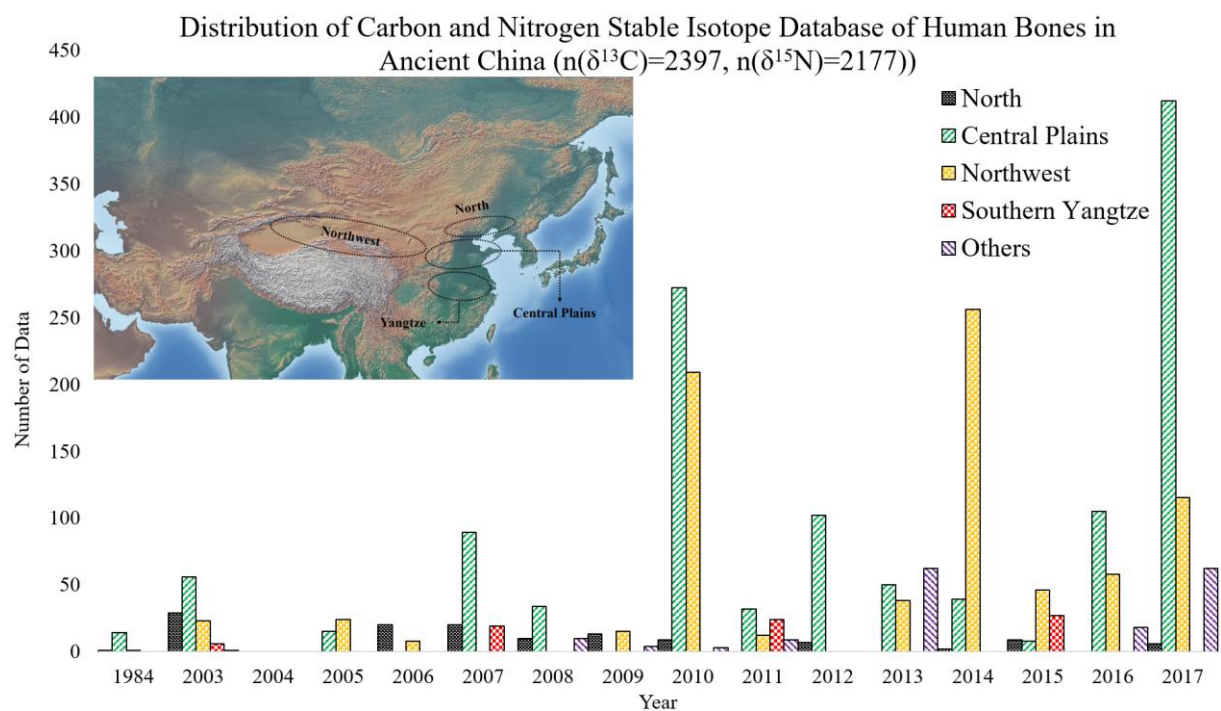 Distribution of Carbon and Nitrogen Stable Isotope Database of Human Bones in
Ancient China (n(δ¹³C)=2397, n(δ¹⁵N)=2177))
Number of Data
450
400
350
300
250
200
150
100
50
0
North
Central Plains
Northwest
Southern Yangtze
Others
North
Northwest
Central Plains
Yangtze
1984 2003 2004 2005 2006 2007 2008 2009 2010 2011 2012 2013 2014 2015 2016 2017
Year